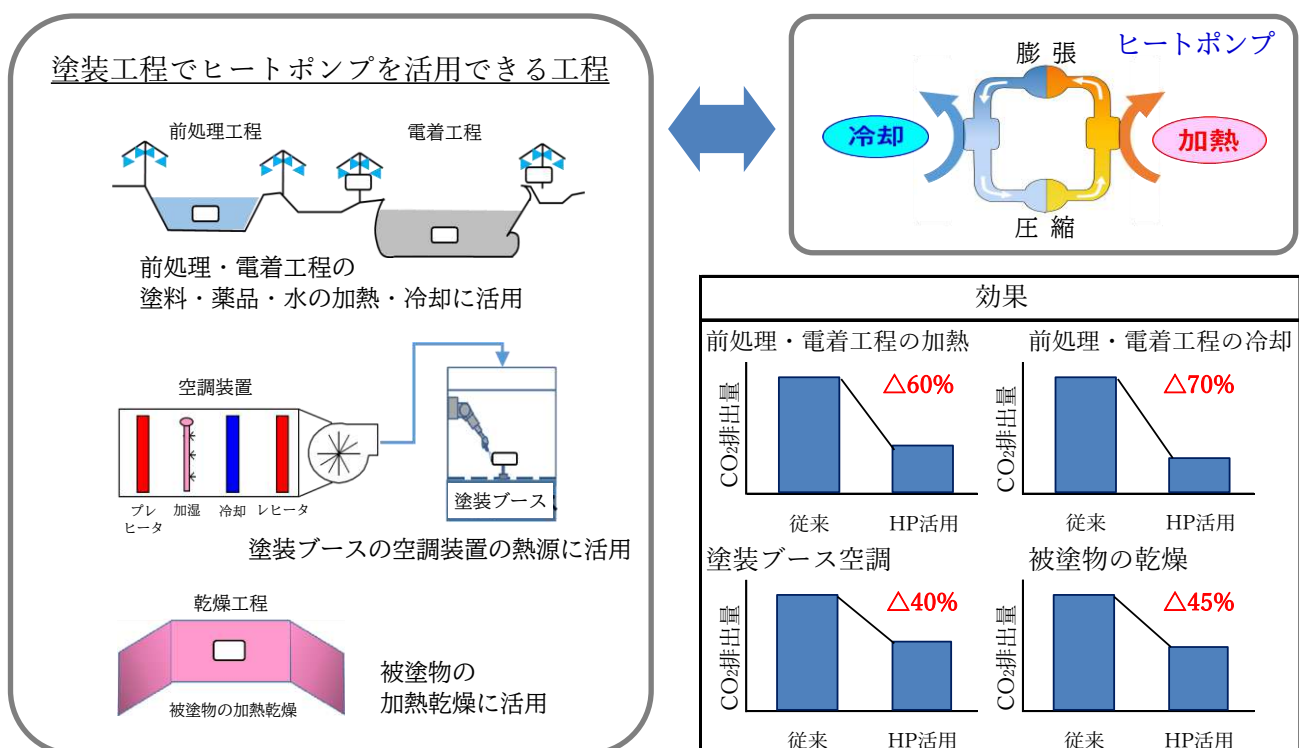 塗装工程でヒートポンプを活用できる工程
前処理工程
電着工程
前処理・電着工程の
塗料・薬品・水の加熱・冷却に活用
空調装置
プレ
ヒータ
加湿
冷却
レヒータ
塗装ブース
塗装ブースの空調装置の熱源に活用
乾燥工程
被塗物の加熱乾燥
被塗物の
加熱乾燥に活用
ヒートポンプ
膨張
冷却
加熱
圧縮
効果
前処理・電着工程の加熱
CO₂排出量
△60%
従来
HP活用
前処理・電着工程の冷却
CO₂排出量
△70%
従来
HP活用
塗装ブース空調
CO₂排出量
△40%
従来
HP活用
被塗物の乾燥
CO₂排出量
△45%
従来
HP活用